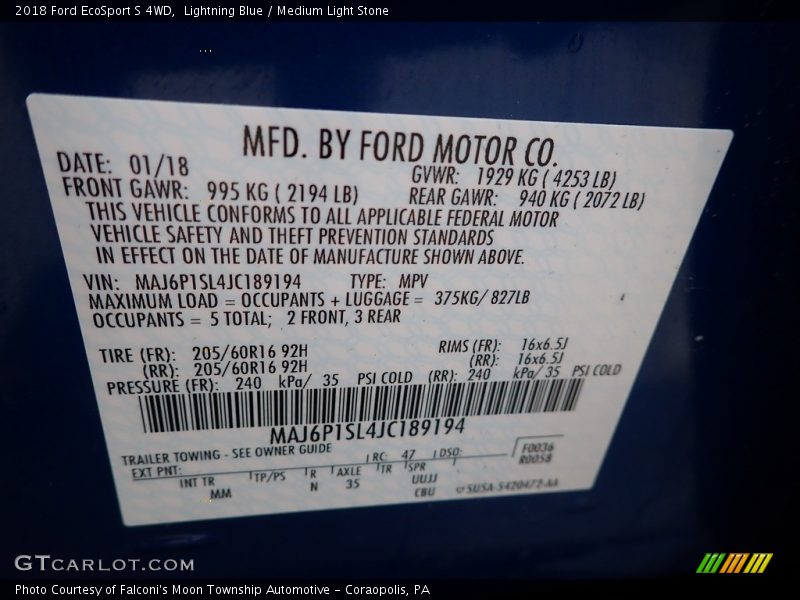 2018 Ford EcoSport S 4WD,  Lightning Blue / Medium Light Stone
MFD. BY FORD MOTOR CO.
DATE: 01/18
GVWR: 1929 KG ( 4253 LB)
FRONT GAWR: 995 KG ( 2194 LB)
REAR GAWR: 940 KG ( 2072 LB)
THIS VEHICLE CONFORMS TO ALL APPLICABLE FEDERAL MOTOR
VEHICLE SAFETY AND THEFT PREVENTION STANDARDS
IN EFFECT ON THE DATE OF MANUFACTURE SHOWN ABOVE.
VIN: MAJ6P1SL4JC189194 TYPE: MPV
MAXIMUM LOAD = OCCUPANTS + LUGGAGE = 375KG/ 827LB
OCCUPANTS = 5 TOTAL; 2 FRONT, 3 REAR
TIRE (FR): 205/60R16 92H RIMS (FR): 16x6.5J
(RR): 205/60R16 92H (RR): 16x6.5J
PRESSURE (FR): 240 kPa/ 35 PSI COLD (RR): 240 kPa/ 35 PSI COLD
MAJ6P1SL4JC189194
TRAILER TOWING - SEE OWNER GUIDE
RC: 47 DSO:
F0036
R0058
EXT PNT:
INT TR TP/PS R AXLE TR SPR
MM N 35 UUJJ
CBU
GTCARLOT.COM
Photo Courtesy of Falconi's Moon Township Automotive – Coraopolis, PA